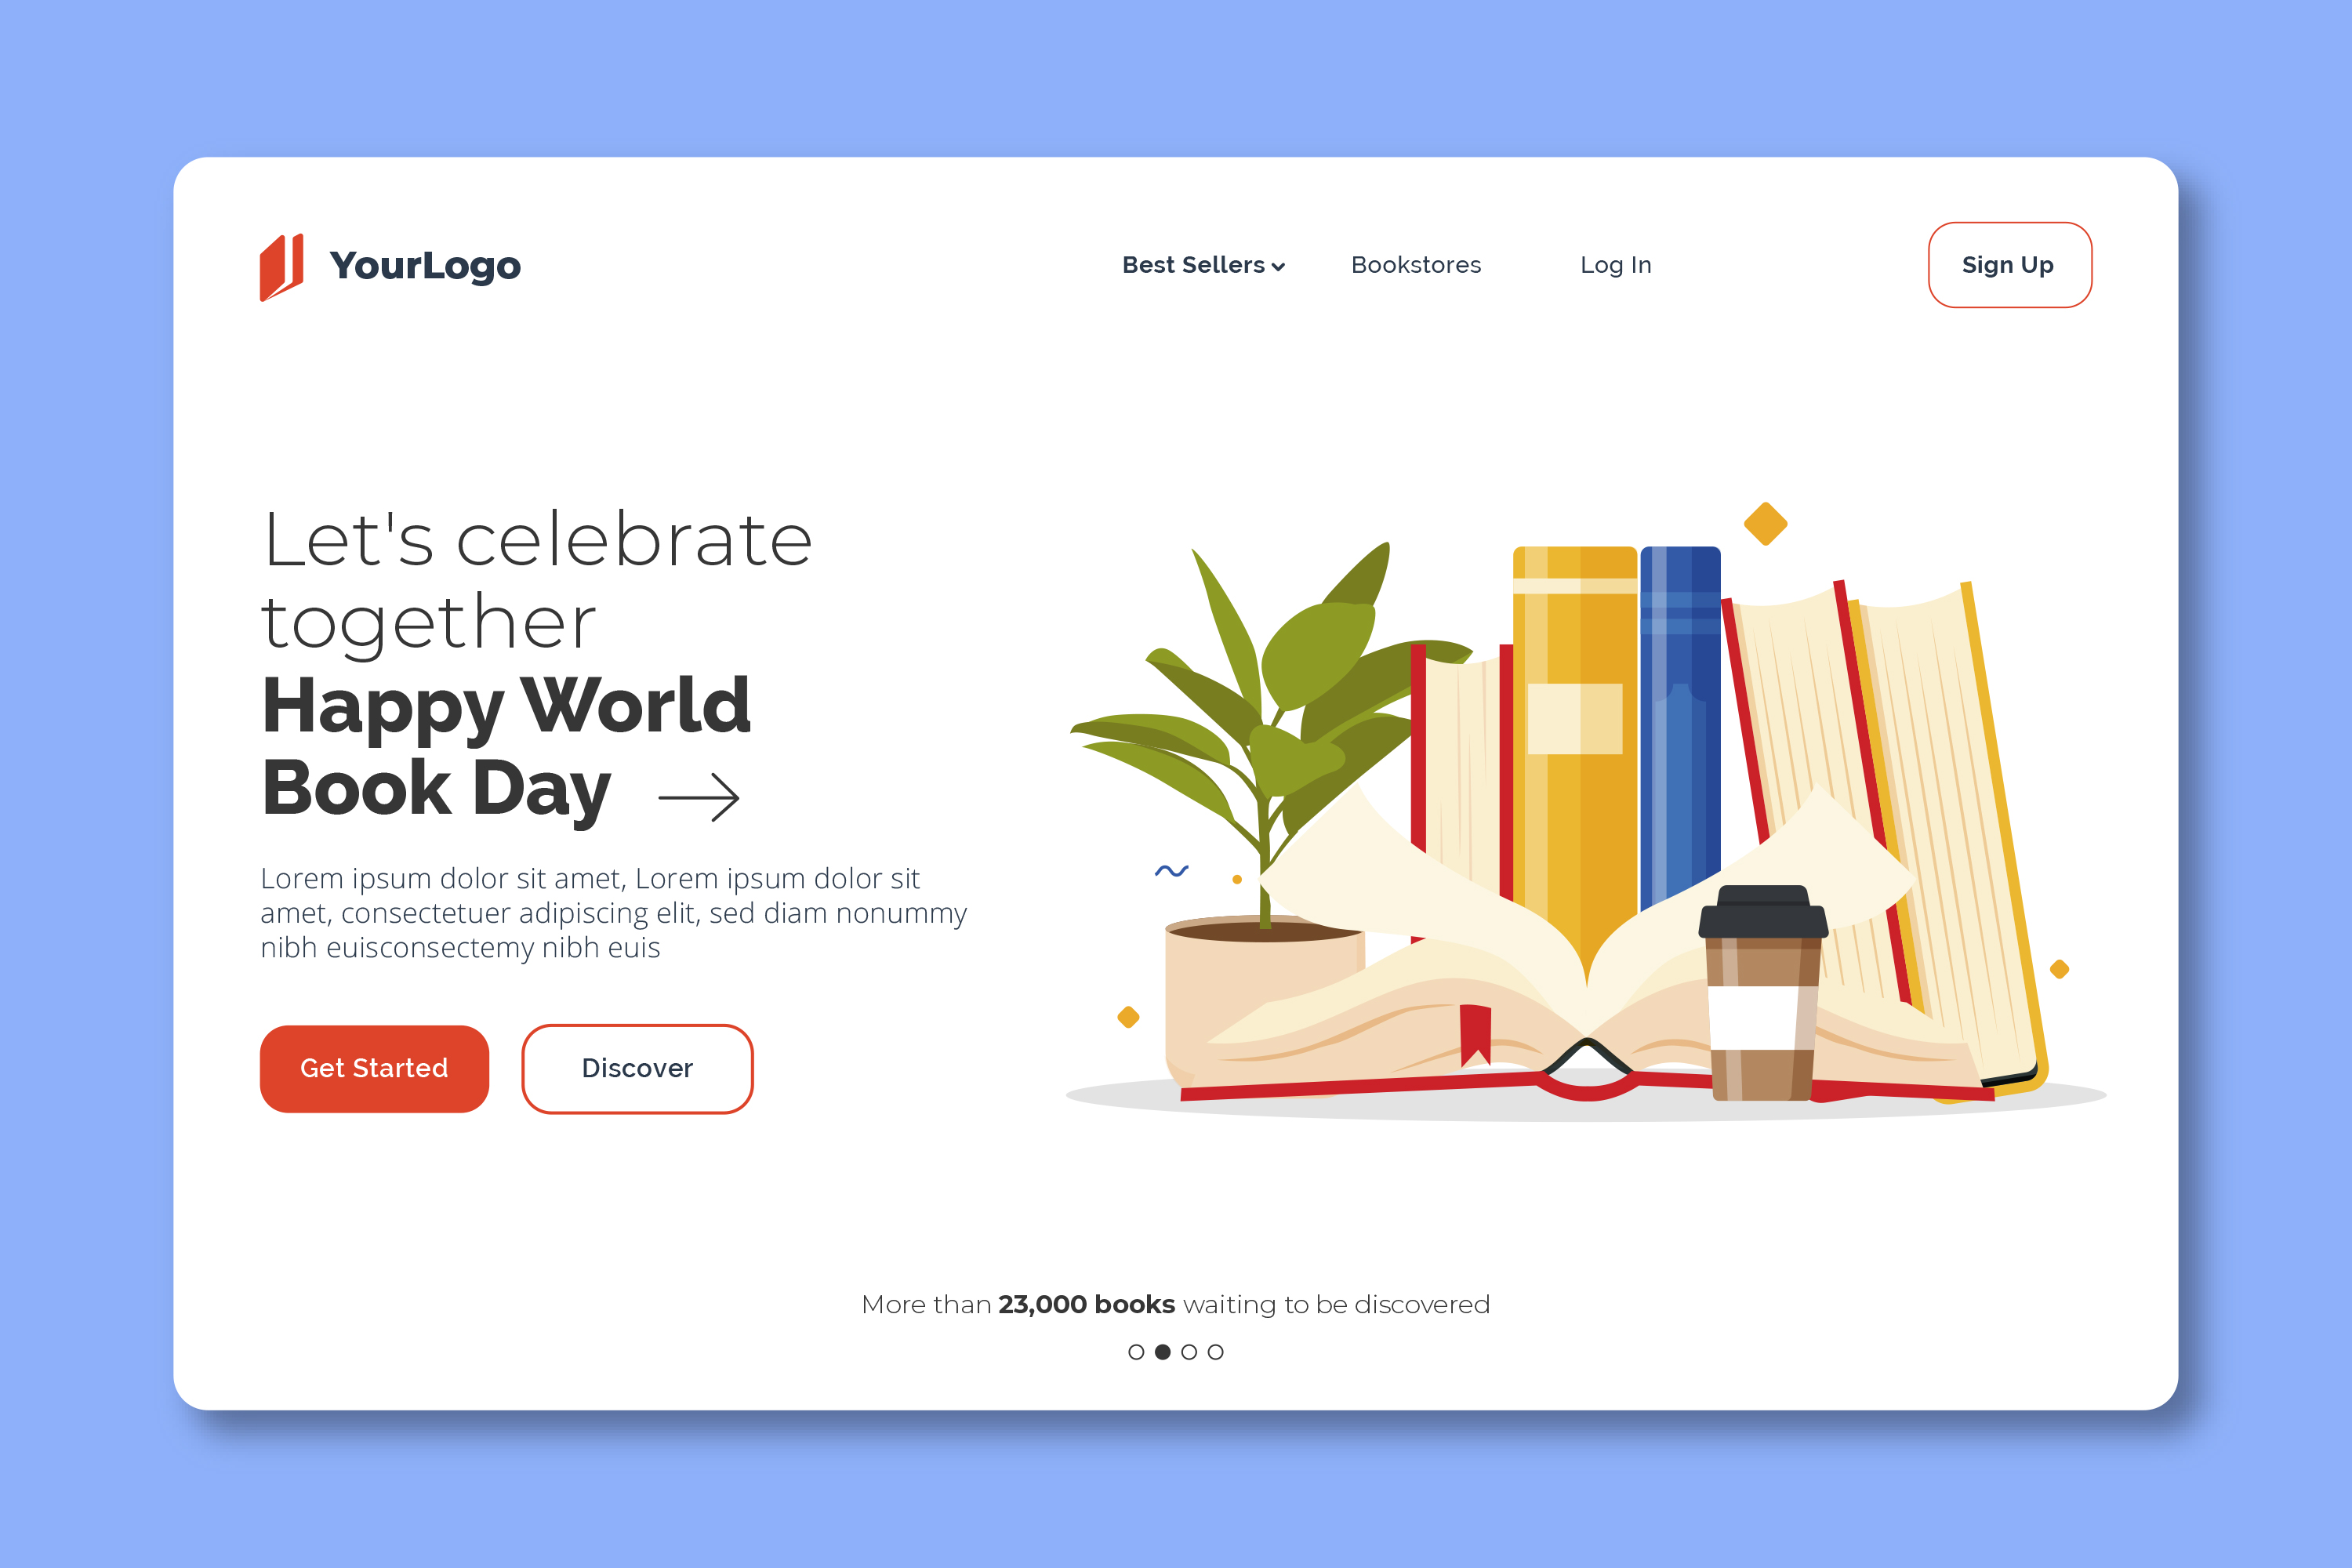 YourLogo
Best Sellers
Bookstores
Log In
Sign Up
Let's celebrate
together
Happy World
Book Day
Lorem ipsum dolor sit amet, Lorem ipsum dolor sit
amet, consectetuer adipiscing elit, sed diam nonummy
nibh euisconsectemy nibh euis
Get Started
Discover
More than 23,000 books waiting to be discovered